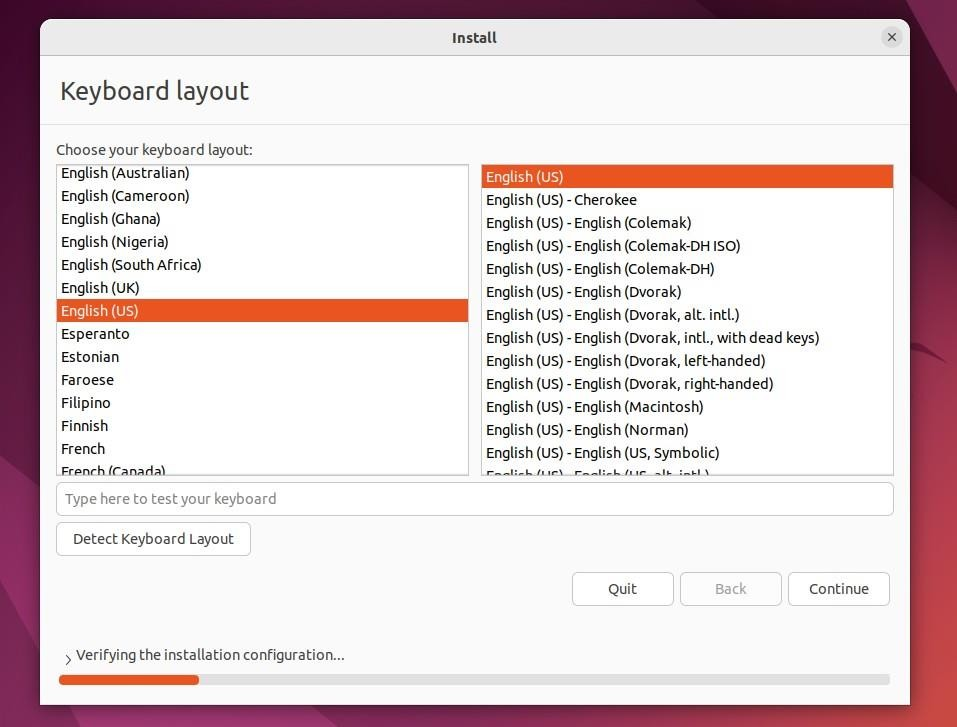 Install
Keyboard layout
Choose your keyboard layout:
English (Australian)
English (Cameroon)
English (Ghana)
English (Nigeria)
English (South Africa)
English (UK)
English (US)
Esperanto
Estonian
Faroese
Filipino
Finnish
French
French (Canada)
English (US)
English (US) - Cherokee
English (US) - English (Colemak)
English (US) - English (Colemak-DH ISO)
English (US) - English (Colemak-DH)
English (US) - English (Dvorak)
English (US) - English (Dvorak, alt. intl.)
English (US) - English (Dvorak, intl., with dead keys)
English (US) - English (Dvorak, left-handed)
English (US) - English (Dvorak, right-handed)
English (US) - English (Macintosh)
English (US) - English (Norman)
English (US) - English (US, Symbolic)
English (US) - English (US, alt. intl.)
Type here to test your keyboard
Detect Keyboard Layout
Quit
Back
Continue
Verifying the installation configuration...